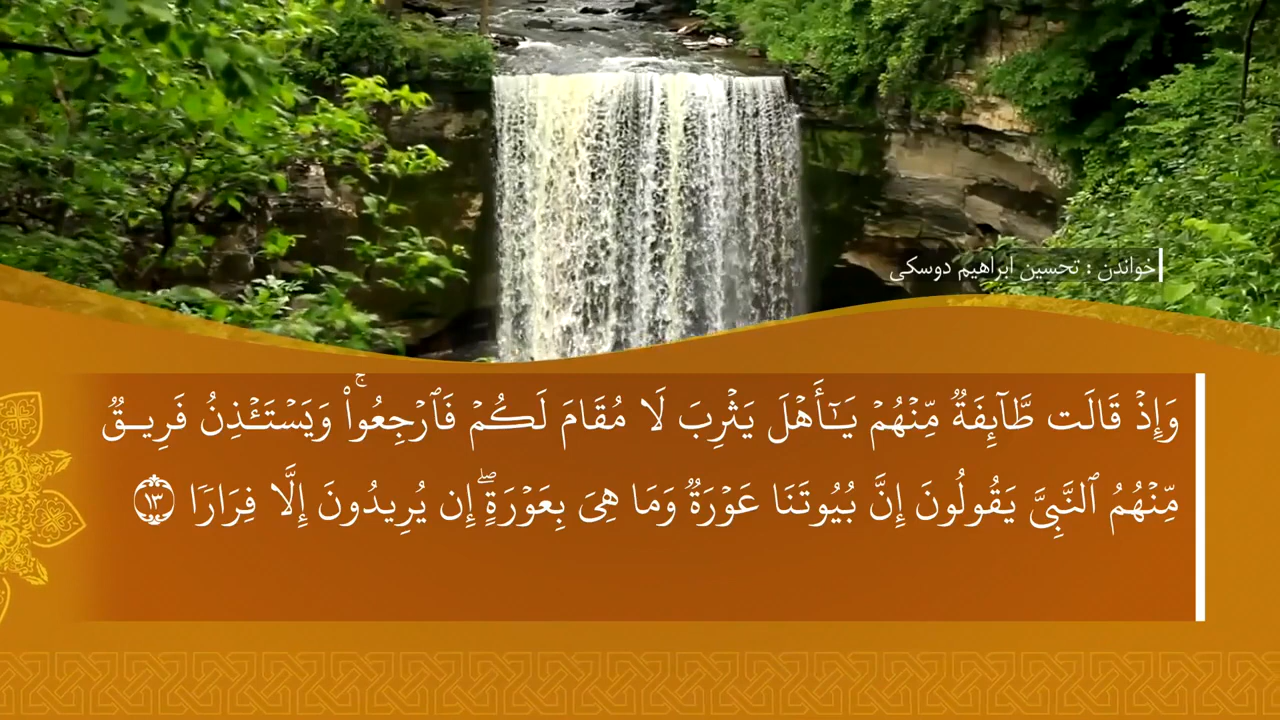 خواندن : تحسین ابراهیم دوسکی
وَإِذۡ قَالَت طَّآئِفَةٞ مِّنۡهُمۡ يَٰٓأَهۡلَ يَثۡرِبَ لَا مُقَامَ لَكُمۡ فَٱرۡجِعُواْۚ وَيَسۡتَـٔۡذِنُ فَرِيقٞ
مِّنۡهُمُ ٱلنَّبِيَّ يَقُولُونَ إِنَّ بُيُوتَنَا عَوۡرَةٞ وَمَا هِيَ بِعَوۡرَةٍۖ إِن يُرِيدُونَ إِلَّا فِرَارٗا ١٣